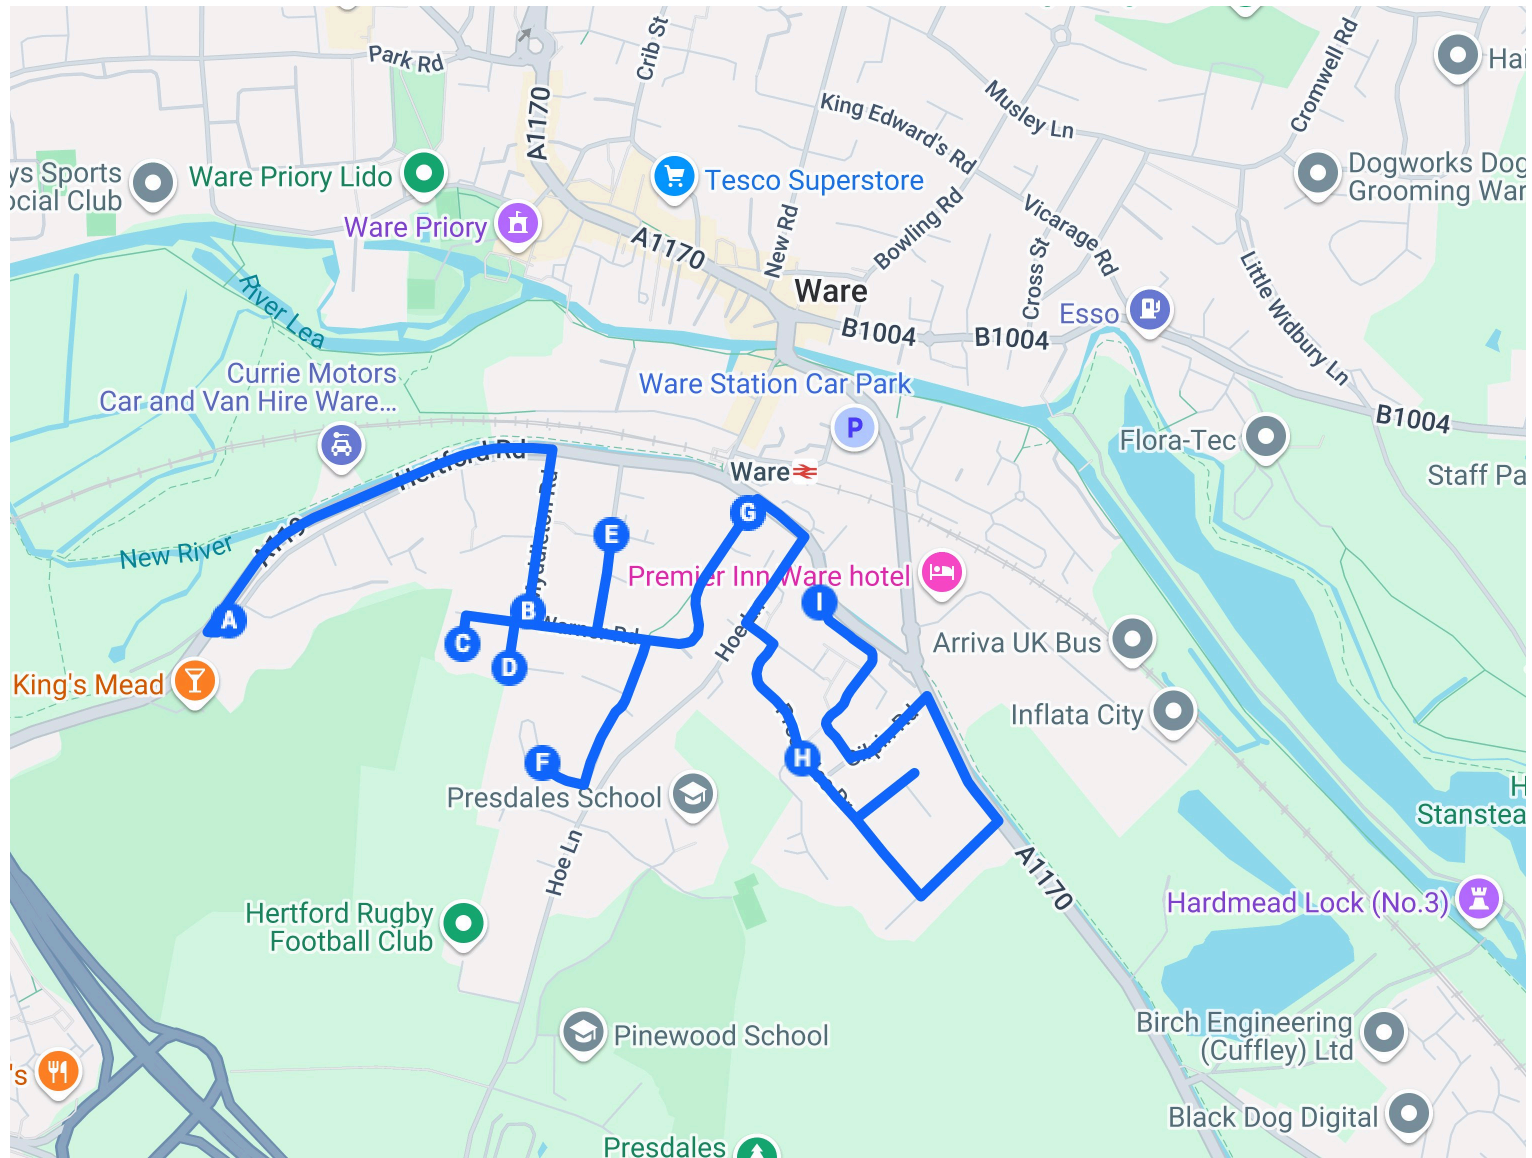 Park Rd
Crib St
A1170
King Edward's Rd
Musley Ln
Cromwell Rd
Hai
ys Sports
ocial Club
Ware Priory Lido
Tesco Superstore
Dogworks Dog
Grooming War
Ware Priory
A1170
New Rd
Bowling Rd
Vicarage Rd
Cross St
Little Widbury Ln
River Lea
Ware
Esso
B1004
B1004
Currie Motors
Car and Van Hire Ware...
Ware Station Car Park
P
B1004
Flora-Tec
Hertford Rd
Ware
Staff Pa
New River
G
E
Premier Inn Ware hotel
A
B
Warner Rd
C
D
Hoe Ln
I
Arriva UK Bus
King's Mead
Inflata City
F
H
Presdales School
H
Stanstea
Hoe Ln
A1170
Hardmead Lock (No.3)
Hertford Rugby
Football Club
Pinewood School
Birch Engineering
(Cuffley) Ltd
's
Black Dog Digital
Presdales